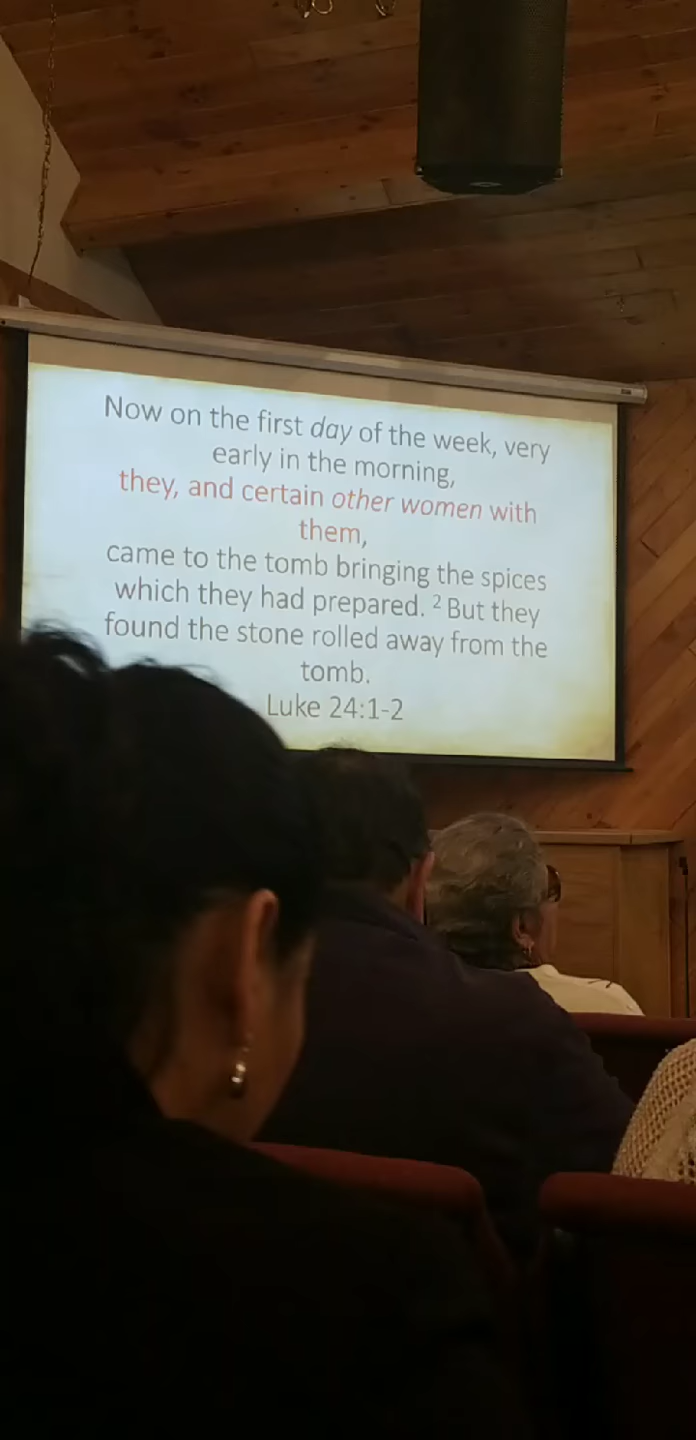 Now on the first day of the week, very
early in the morning,
they, and certain other women with
them,
came to the tomb bringing the spices
which they had prepared. ² But they
found the stone rolled away from the
tomb.
Luke 24:1-2